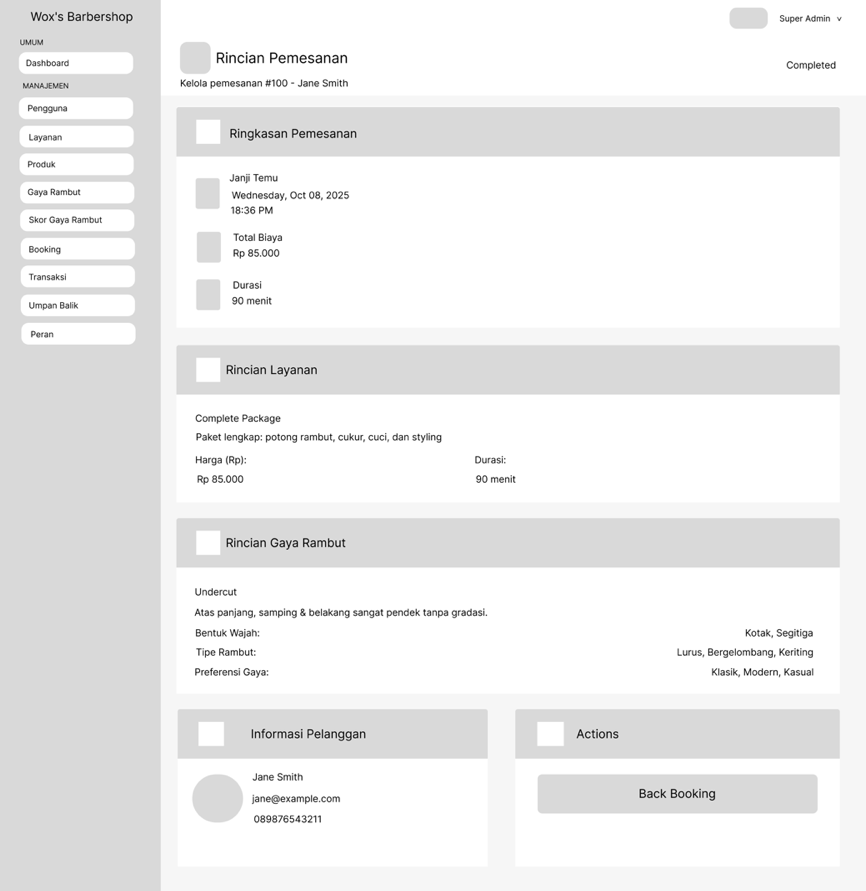 Wox's Barbershop
UMUM
Dashboard
MANAJEMEN
Pengguna
Layanan
Produk
Gaya Rambut
Skor Gaya Rambut
Booking
Transaksi
Umpan Balik
Peran
Super Admin v
Rincian Pemesanan
Kelola pemesanan #100 - Jane Smith
Completed
Ringkasan Pemesanan
Janji Temu
Wednesday, Oct 08, 2025
18:36 PM
Total Biaya
Rp 85.000
Durasi
90 menit
Rincian Layanan
Complete Package
Paket lengkap: potong rambut, cukur, cuci, dan styling
Harga (Rp): Durasi:
Rp 85.000 90 menit
Rincian Gaya Rambut
Undercut
Atas panjang, samping & belakang sangat pendek tanpa gradasi.
Bentuk Wajah: Kotak, Segitiga
Tipe Rambut: Lurus, Bergelombang, Keriting
Preferensi Gaya: Klasik, Modern, Kasual
Informasi Pelanggan
Jane Smith
jane@example.com
089876543211
Actions
Back Booking